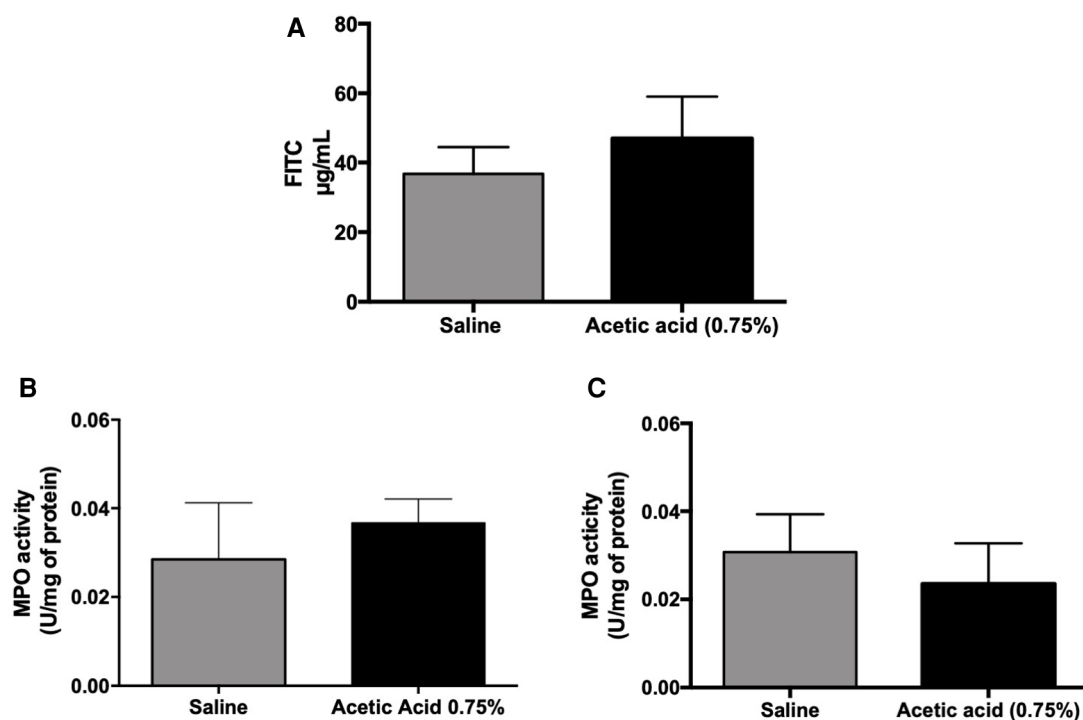 A
80
60
40
20
0
FITC
µg/mL
Saline
Acetic acid (0.75%)
B
0.06
0.04
0.02
0.00
MPO activity
(U/mg of protein)
Saline
Acetic Acid 0.75%
C
0.06
0.04
0.02
0.00
MPO acticity
(U/mg of protein)
Saline
Acetic acid (0.75%)